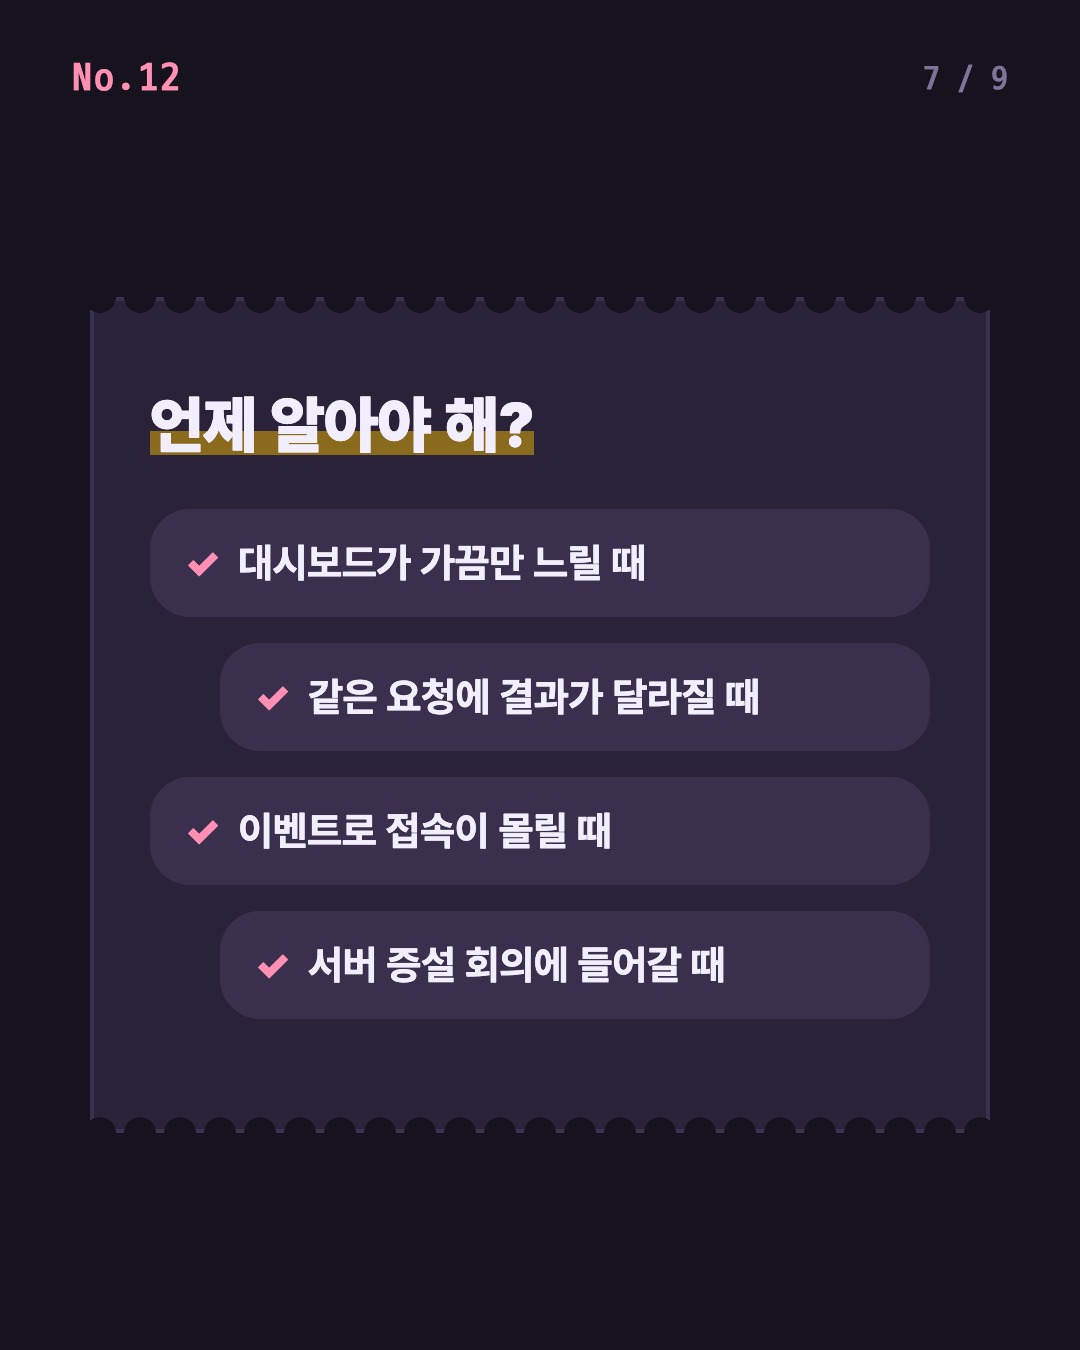 No.12
7 / 9
언제 알아야 해?
대시보드가 가끔만 느릴 때
같은 요청에 결과가 달라질 때
이벤트로 접속이 몰릴 때
서버 증설 회의에 들어갈 때